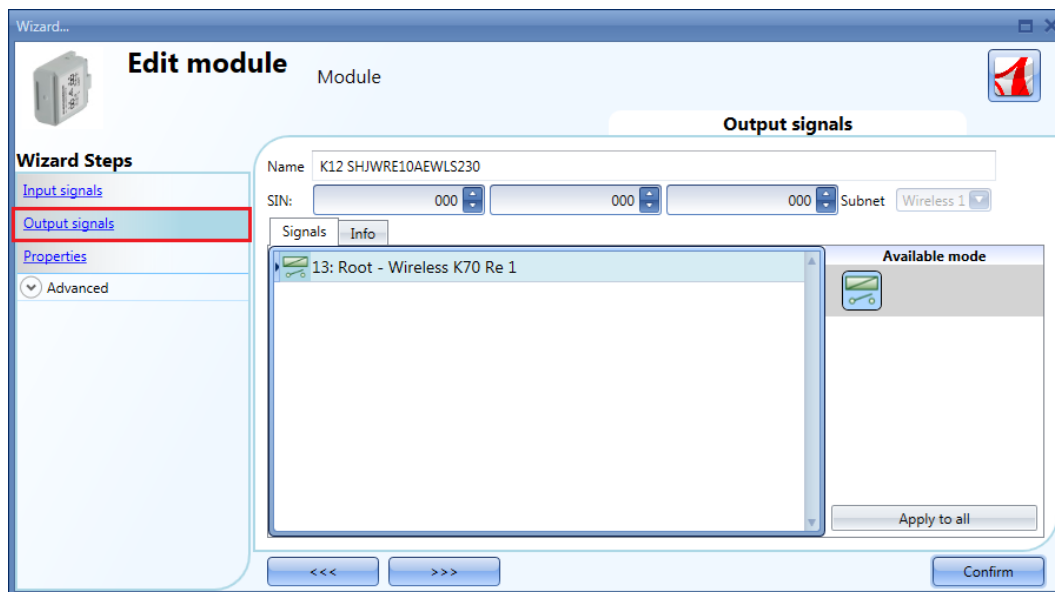 Wizard...
Edit module
Module
Output signals
Wizard Steps
Input signals
Output signals
Properties
Advanced
Name K12 SHJWRE10AEWLS230
SIN: 000 000 000 Subnet Wireless 1
Signals Info
13: Root - Wireless K70 Re 1
Available mode
Apply to all
<<< >>> Confirm